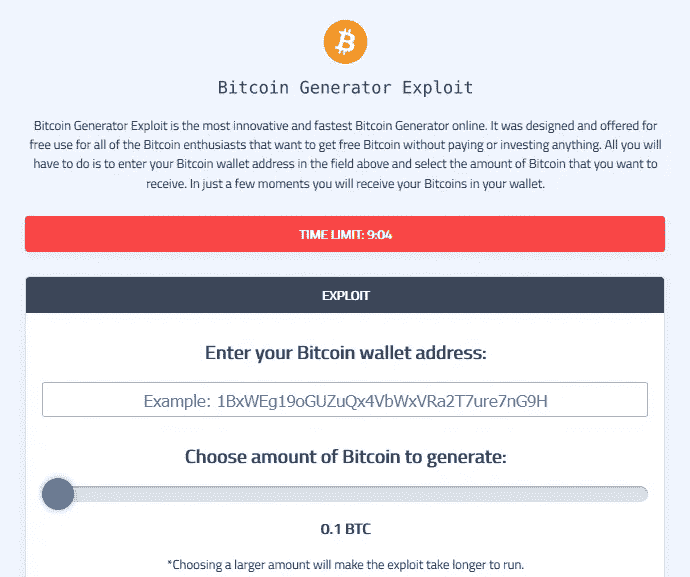 Bitcoin Generator Exploit
Bitcoin Generator Exploit is the most innovative and fastest Bitcoin Generator online. It was designed and offered for
free use for all of the Bitcoin enthusiasts that want to get free Bitcoin without paying or investing anything. All you will
have to do is to enter your Bitcoin wallet address in the field above and select the amount of Bitcoin that you want to
receive. In just a few moments you will receive your Bitcoins in your wallet.
TIME LIMIT: 9:04
EXPLOIT
Enter your Bitcoin wallet address:
Example: 1BxWEg19oGUZuQx4VbWxVRa2T7ure7nG9H
Choose amount of Bitcoin to generate:
0.1 BTC
*Choosing a larger amount will make the exploit take longer to run.